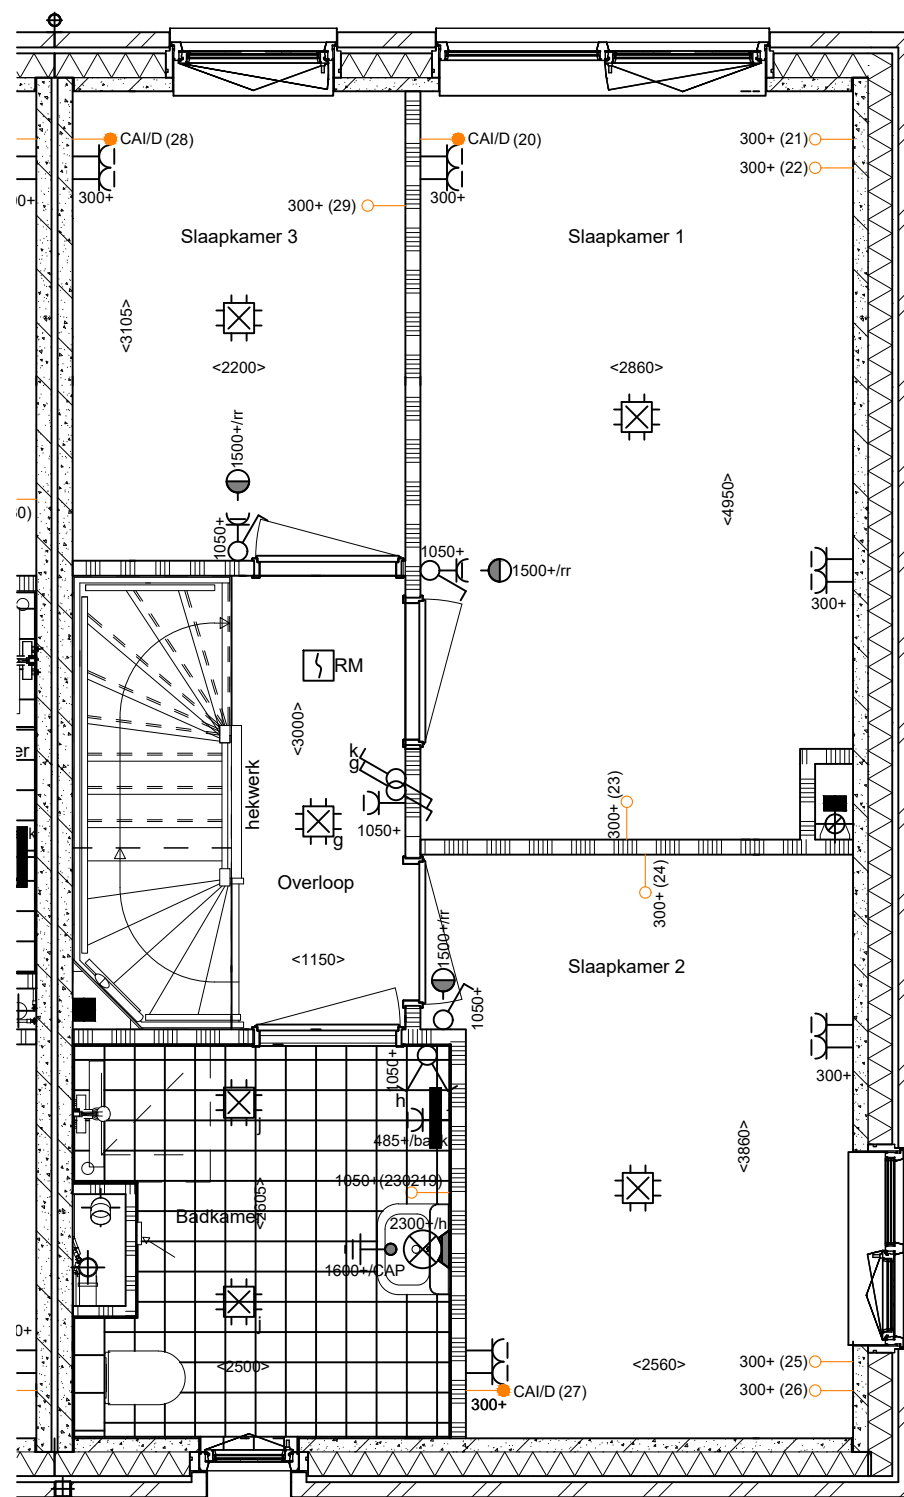 CAI/D (28)
CAI/D (20)
300+ (21)
300+ (22)
300+
300+
300+ (29)
Slaapkamer 3
Slaapkamer 1
<3105>
<2200>
<2860>
1500+/rr
<4950>
1050+
1050+
1500+/rr
300+
RM
<3000>
k
g
hekwerk
1050+
g
300+ (23)
Overloop
300+ (24)
1500+/rr
<1150>
Slaapkamer 2
1050+
1050+
h
300+
j
<3860>
1050+(230219)
<2605>
Badkamer
2300+/h
1600+/CAP
j
<2500>
<2560>
300+ (25)
CAI/D (27)
300+ (26)
300+